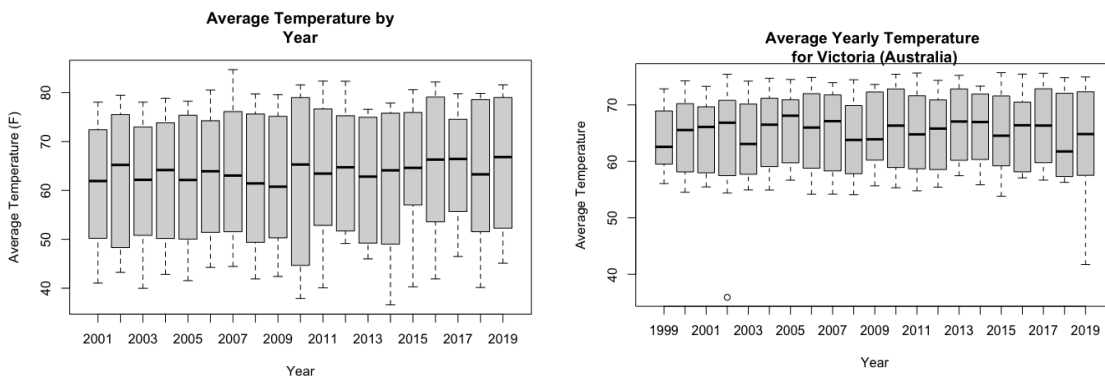 Average Temperature by
Year
Average Temperature (F)
80
70
60
50
40
2001 2003 2005 2007 2009 2011 2013 2015 2017 2019
Year
Average Yearly Temperature
for Victoria (Australia)
Average Temperature
70
60
50
40
1999 2001 2003 2005 2007 2009 2011 2013 2015 2017 2019
Year